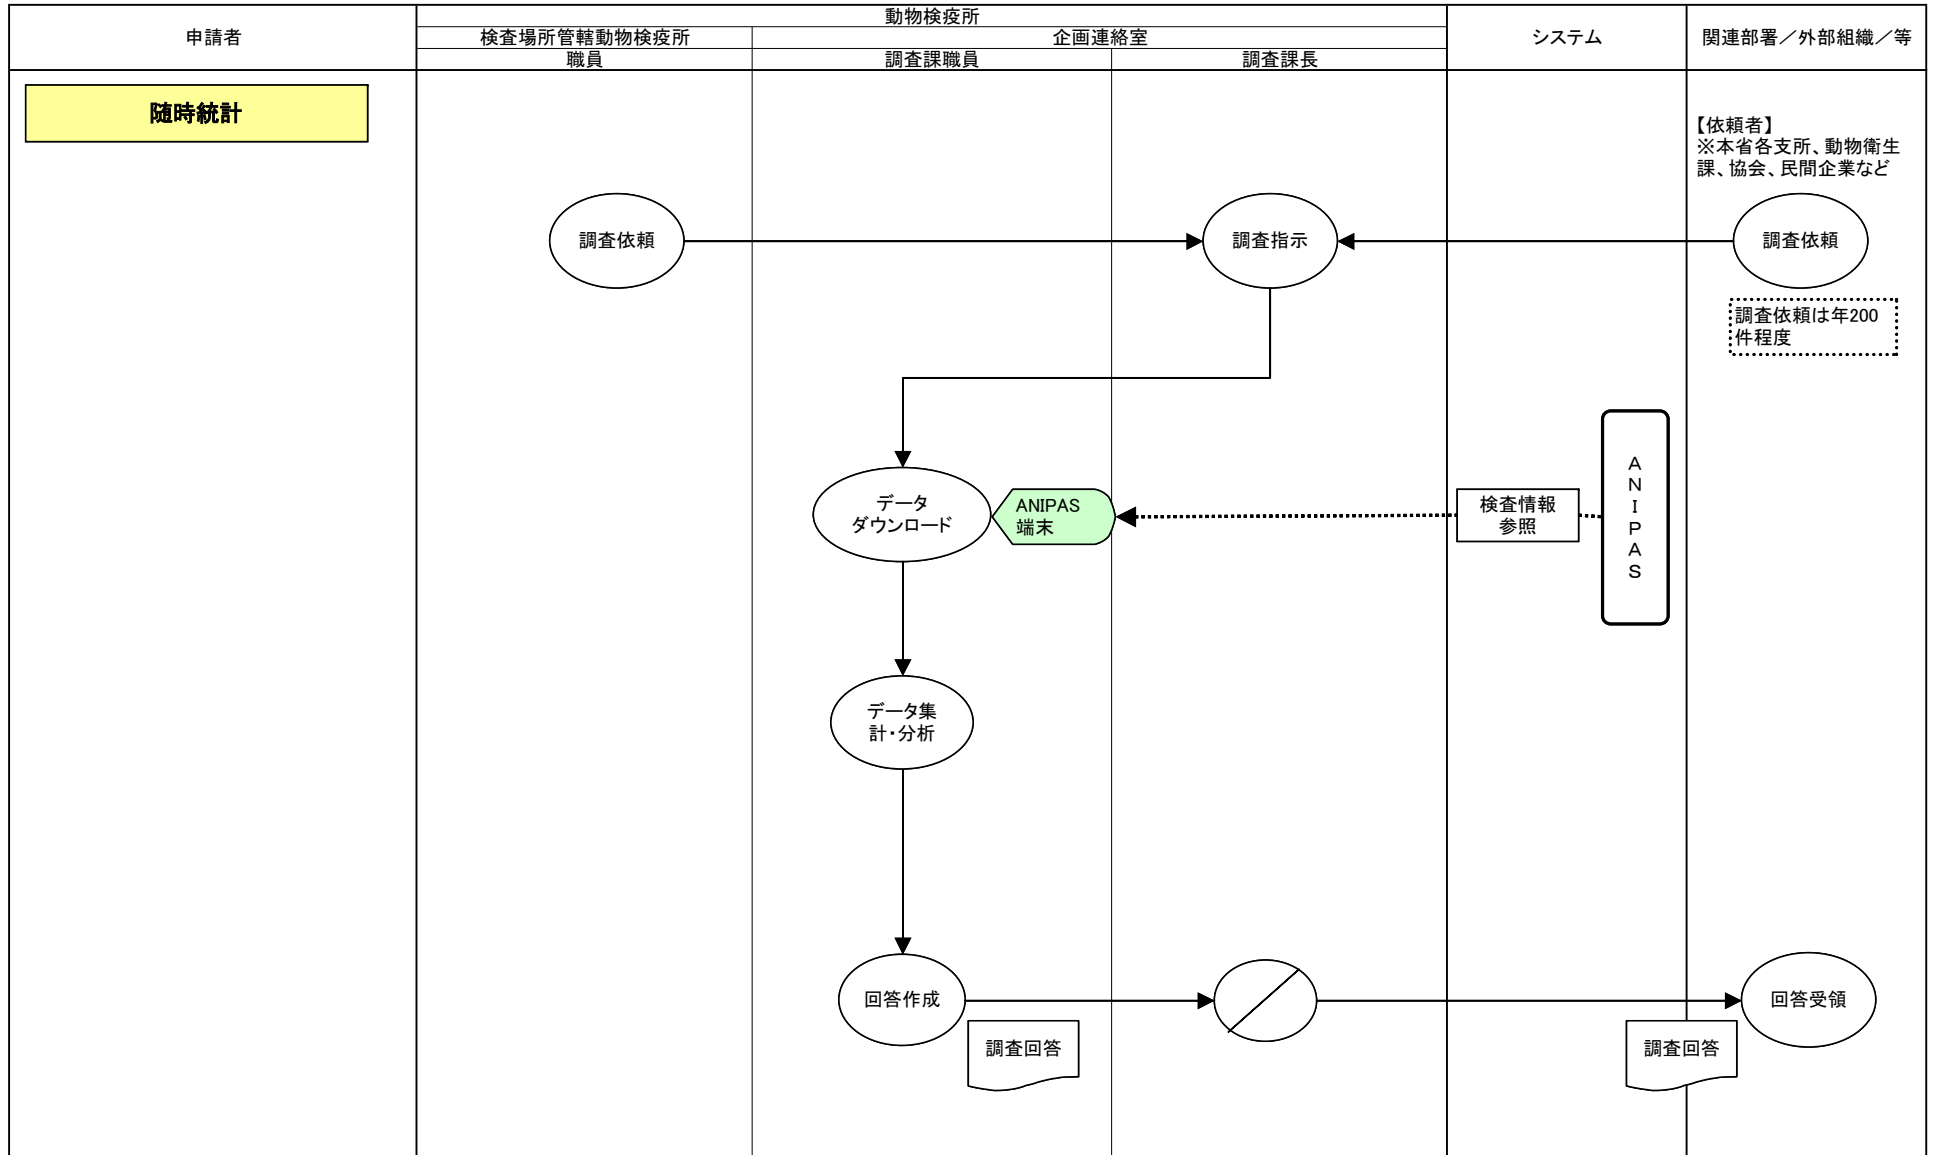 動物検疫所
申請者
検査場所管轄動物検疫所
企画連絡室
システム
関連部署／外部組織／等
職員
調査課職員
調査課長
随時統計
【依頼者】
※本省各支所、動物衛生
課、協会、民間企業など
調査依頼
調査指示
調査依頼
調査依頼は年200
件程度
データ
ダウンロード
ANIPAS
端末
検査情報
参照
A
N
I
P
A
S
データ集
計・分析
回答作成
回答受領
調査回答
調査回答